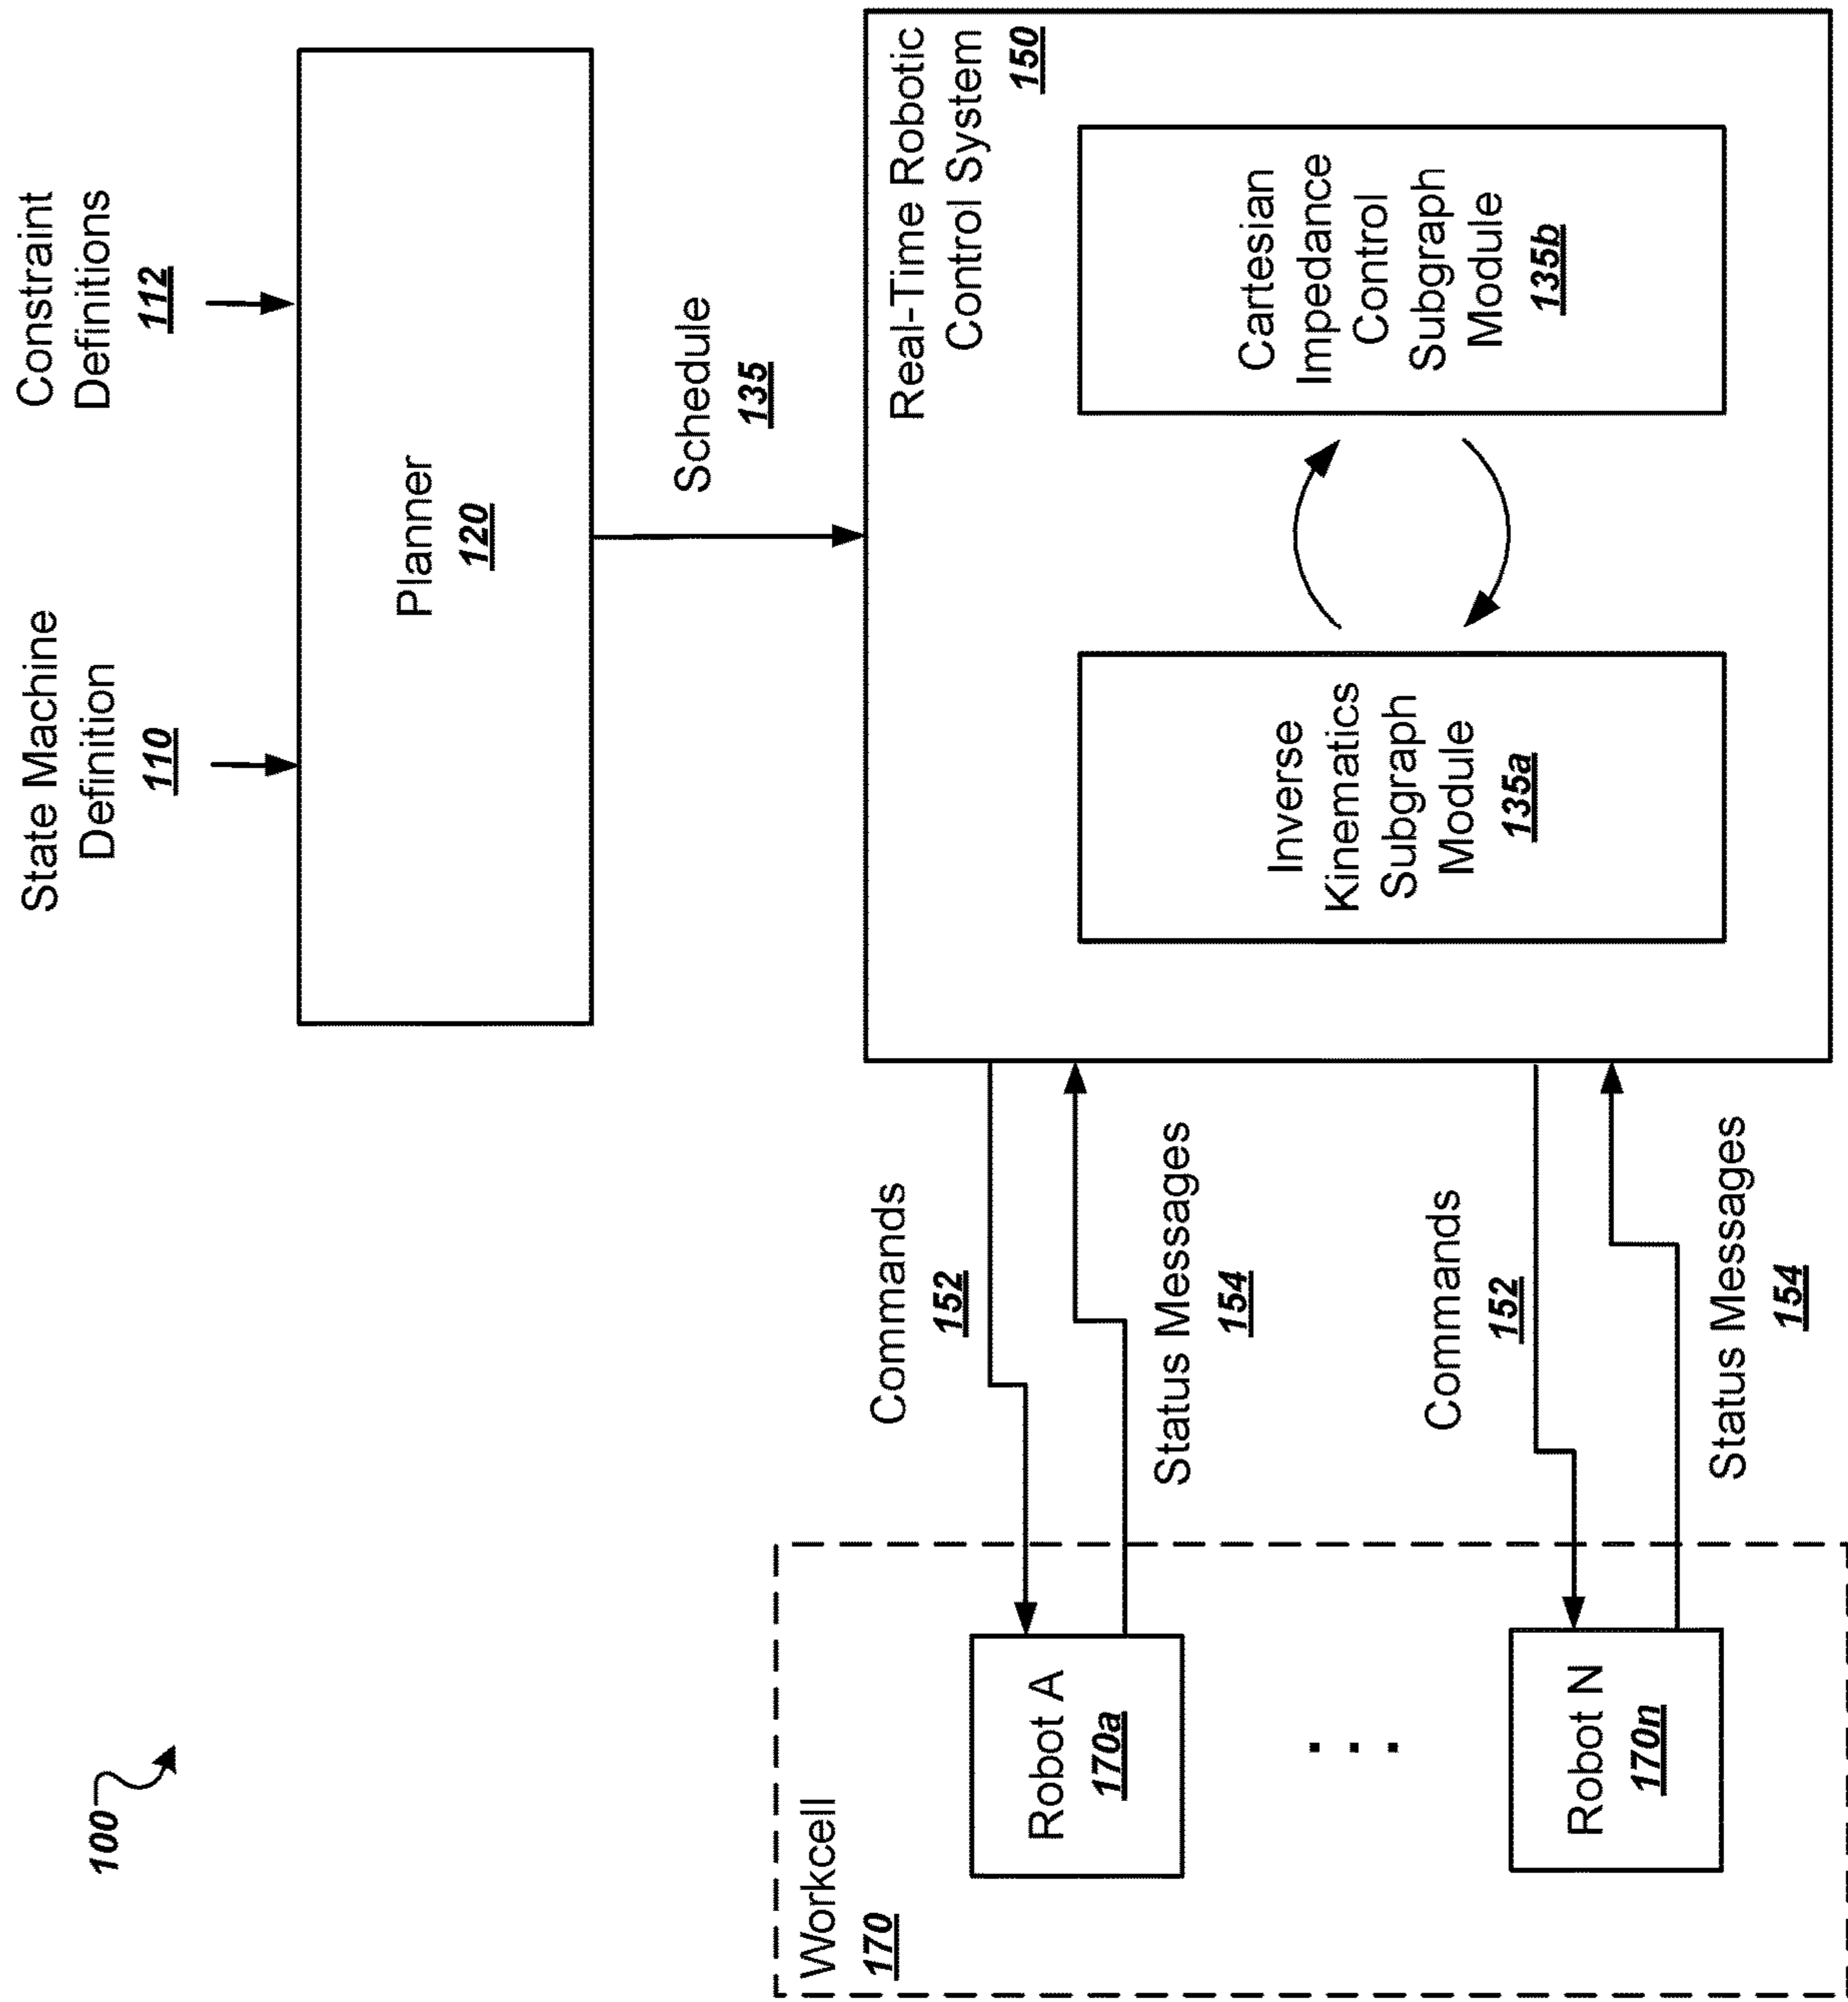 100
State Machine
Definition
110
Constraint
Definitions
112
Planner
120
Schedule
135
Workcell
170
Robot A
170a
Robot N
170n
Commands
152
Status Messages
154
Commands
152
Status Messages
154
Real-Time Robotic
Control System
150
Inverse
Kinematics
Subgraph
Module
135a
Cartesian
Impedance
Control
Subgraph
Module
135b